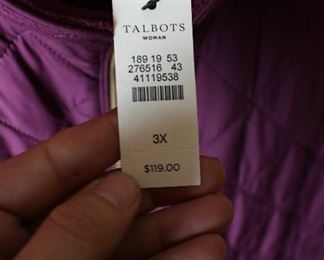 TALBOTS
WOMAN
189 19 53
276516 43
41119538
3X
$119.00